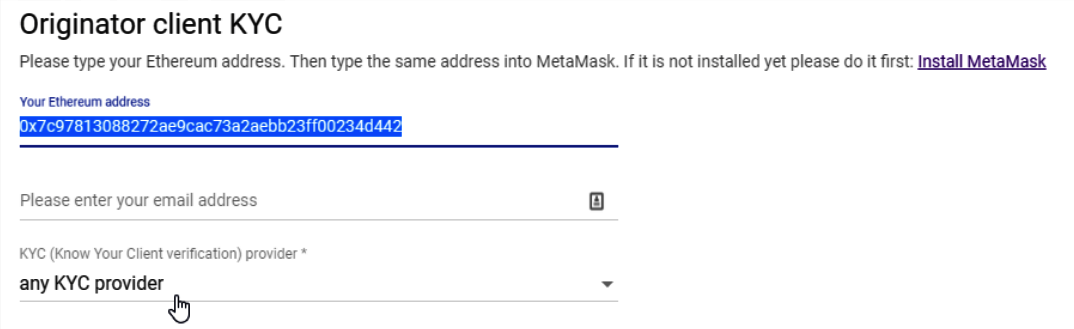 Originator client KYC
Please type your Ethereum address. Then type the same address into MetaMask. If it is not installed yet please do it first: Install MetaMask
Your Ethereum address
0x7c97813088272ae9cac73a2aebb23ff00234d442
Please enter your email address
KYC (Know Your Client verification) provider *
any KYC provider